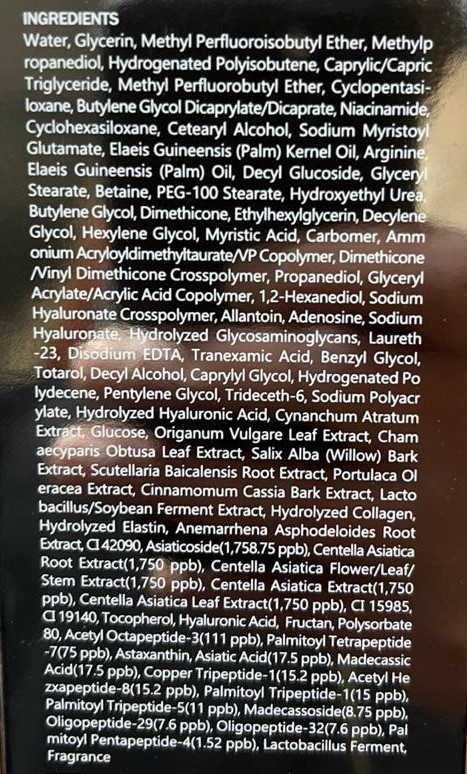 INGREDIENTS
Water, Glycerin, Methyl Perfluoroisobutyl Ether, Methylp
ropanediol, Hydrogenated Polyisobutene, Caprylic/Capric
Triglyceride, Methyl Perfluorobutyl Ether, Cyclopentasi-
loxane, Butylene Glycol Dicaprylate/Dicaprate, Niacinamide,
Cyclohexasiloxane, Cetearyl Alcohol, Sodium Myristoyl
Glutamate, Elaeis Guineensis (Palm) Kernel Oil, Arginine,
Elaeis Guineensis (Palm) Oil, Decyl Glucoside, Glyceryl
Stearate, Betaine, PEG-100 Stearate, Hydroxyethyl Urea,
Butylene Glycol, Dimethicone, Ethylhexylglycerin, Decylene
Glycol, Hexylene Glycol, Myristic Acid, Carbomer, Amm
onium Acryloyldimethyltaurate/VP Copolymer, Dimethicone
/Vinyl Dimethicone Crosspolymer, Propanediol, Glyceryl
Acrylate/Acrylic Acid Copolymer, 1,2-Hexanediol, Sodium
Hyaluronate Crosspolymer, Allantoin, Adenosine, Sodium
Hyaluronate, Hydrolyzed Glycosaminoglycans, Laureth
-23, Disodium EDTA, Tranexamic Acid, Benzyl Glycol,
Totarol, Decyl Alcohol, Caprylyl Glycol, Hydrogenated Po
lydecene, Pentylene Glycol, Trideceth-6, Sodium Polyacr
ylate, Hydrolyzed Hyaluronic Acid, Cynanchum Atratum
Extract, Glucose, Origanum Vulgare Leaf Extract, Cham
aecyparis Obtusa Leaf Extract, Salix Alba (Willow) Bark
Extract, Scutellaria Baicalensis Root Extract, Portulaca Ol
eracea Extract, Cinnamomum Cassia Bark Extract, Lacto
bacillus/Soybean Ferment Extract, Hydrolyzed Collagen,
Hydrolyzed Elastin, Anemarrhena Asphodeloides Root
Extract, CI 42090, Asiaticoside(1,758.75 ppb), Centella Asiatica
Root Extract(1,750 ppb), Centella Asiatica Flower/Leaf/
Stem Extract(1,750 ppb), Centella Asiatica Extract(1,750
ppb), Centella Asiatica Leaf Extract(1,750 ppb), CI 15985,
CI 19140, Tocopherol, Hyaluronic Acid, Fructan, Polysorbate
80, Acetyl Octapeptide-3(111 ppb), Palmitoyl Tetrapeptide
-7(75 ppb), Astaxanthin, Asiatic Acid(17.5 ppb), Madecassic
Acid(17.5 ppb), Copper Tripeptide-1(15.2 ppb), Acetyl He
zxapeptide-8(15.2 ppb), Palmitoyl Tripeptide-1(15 ppb),
Palmitoyl Tripeptide-5(11 ppb), Madecassoside(8.75 ppb),
Oligopeptide-29(7.6 ppb), Oligopeptide-32(7.6 ppb), Pal
mitoyl Pentapeptide-4(1.52 ppb), Lactobacillus Ferment,
Fragrance